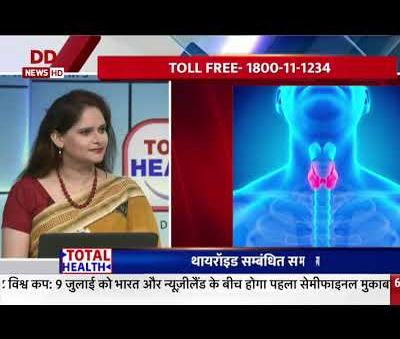 DD
NEWS HD
TOLL FREE- 1800-11-1234
TOTAL
HEALTH
थायरॉइड सम्बंधित
विश्व कप: 9 जुलाई को भारत और न्यूज़ीलैंड के बीच होगा पहला सेमीफाइनल मुकाब